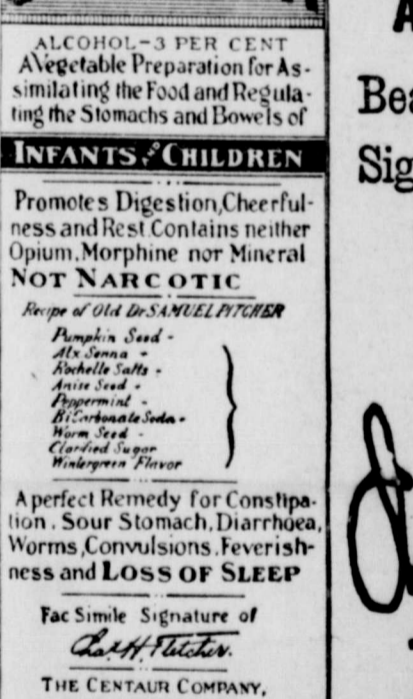 ALCOHOL-3 PER CENT
A Vegetable Preparation for As-
similating the Food and Regula-
ting the Stomachs and Bowels of
INFANTS AND CHILDREN
Promotes Digestion,Cheerful-
ness and Rest.Contains neither
Opium,Morphine nor Mineral
NOT NARCOTIC
Recipe of Old Dr SAMUEL PITCHER
Pumpkin Seed -
Alx Senna -
Rochelle Salts -
Anise Seed -
Peppermint -
Bi Carbonate Soda -
Worm Seed -
Clarified Sugar
Wintergreen Flavor
A perfect Remedy for Constipa-
tion, Sour Stomach, Diarrhoea,
Worms,Convulsions,Feverish-
ness and LOSS OF SLEEP
Fac Simile Signature of
Chas H Fletcher.
THE CENTAUR COMPANY,
A
Bea
Sig